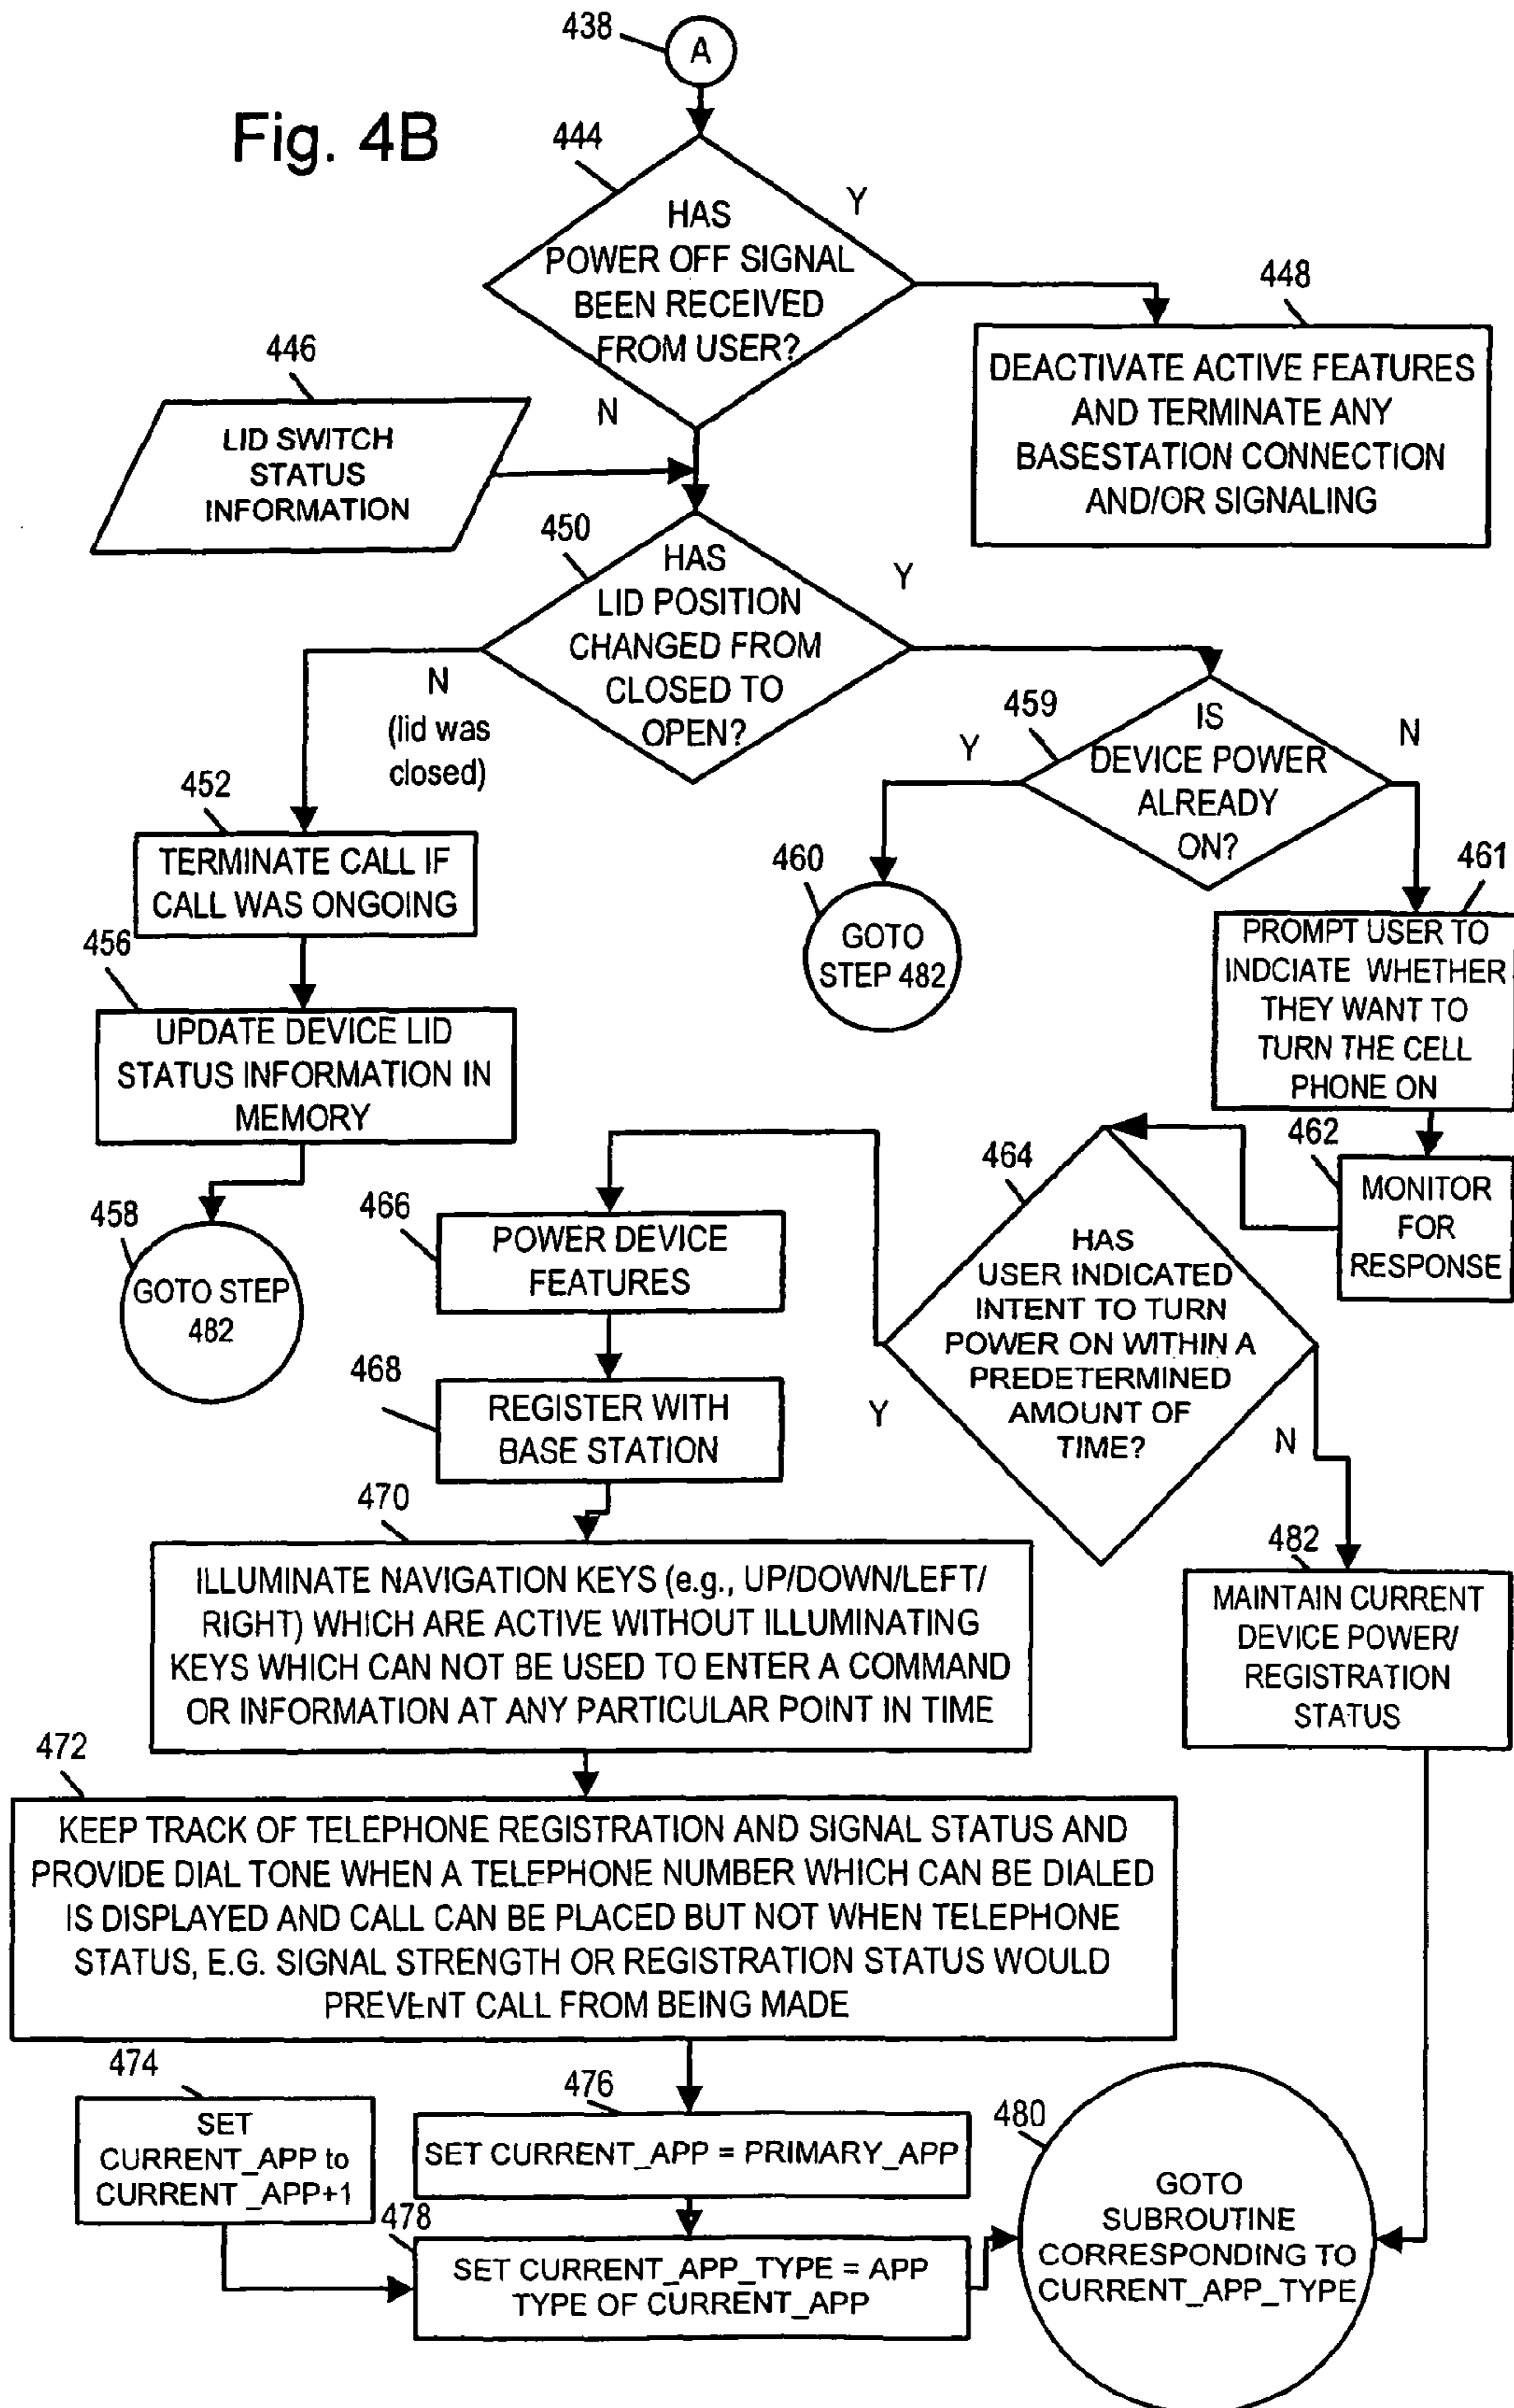 438
A
Fig. 4B
444
HAS
POWER OFF SIGNAL
BEEN RECEIVED
FROM USER?
Y
N
448
DEACTIVATE ACTIVE FEATURES
AND TERMINATE ANY
BASESTATION CONNECTION
AND/OR SIGNALING
446
LID SWITCH
STATUS
INFORMATION
450
HAS
LID POSITION
CHANGED FROM
CLOSED TO
OPEN?
Y
N
(lid was
closed)
452
TERMINATE CALL IF
CALL WAS ONGOING
456
UPDATE DEVICE LID
STATUS INFORMATION IN
MEMORY
458
GOTO STEP
482
459
IS
DEVICE POWER
ALREADY
ON?
Y
N
460
GOTO
STEP 482
461
PROMPT USER TO
INDCIATE WHETHER
THEY WANT TO
TURN THE CELL
PHONE ON
462
MONITOR
FOR
RESPONSE
464
HAS
USER INDICATED
INTENT TO TURN
POWER ON WITHIN A
PREDETERMINED
AMOUNT OF
TIME?
Y
N
466
POWER DEVICE
FEATURES
468
REGISTER WITH
BASE STATION
470
ILLUMINATE NAVIGATION KEYS (e.g., UP/DOWN/LEFT/
RIGHT) WHICH ARE ACTIVE WITHOUT ILLUMINATING
KEYS WHICH CAN NOT BE USED TO ENTER A COMMAND
OR INFORMATION AT ANY PARTICULAR POINT IN TIME
482
MAINTAIN CURRENT
DEVICE POWER/
REGISTRATION
STATUS
472
KEEP TRACK OF TELEPHONE REGISTRATION AND SIGNAL STATUS AND
PROVIDE DIAL TONE WHEN A TELEPHONE NUMBER WHICH CAN BE DIALED
IS DISPLAYED AND CALL CAN BE PLACED BUT NOT WHEN TELEPHONE
STATUS, E.G. SIGNAL STRENGTH OR REGISTRATION STATUS WOULD
PREVENT CALL FROM BEING MADE
474
SET
CURRENT_APP to
CURRENT_APP+1
476
SET CURRENT_APP = PRIMARY_APP
478
SET CURRENT_APP_TYPE = APP
TYPE OF CURRENT_APP
480
GOTO
SUBROUTINE
CORRESPONDING TO
CURRENT_APP_TYPE